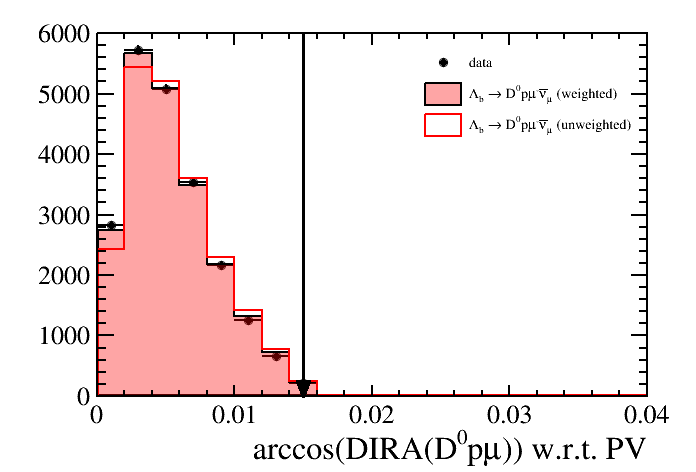 6000
5000
4000
3000
2000
1000
0
data
Λb → D⁰pμ ν̄μ (weighted)
Λb → D⁰pμ ν̄μ (unweighted)
0 0.01 0.02 0.03 0.04
arccos(DIRA(D⁰pμ)) w.r.t. PV